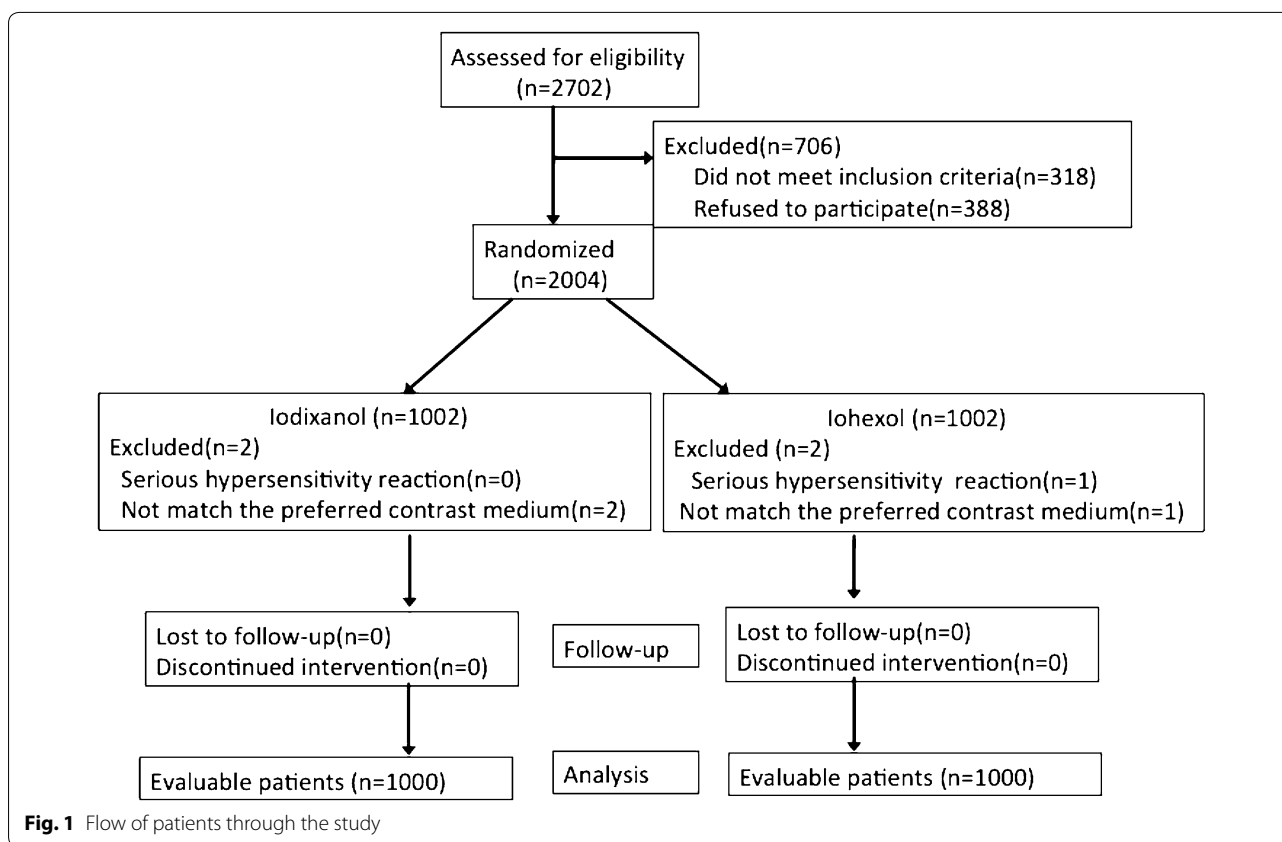 Assessed for eligibility
(n=2702)
Excluded(n=706)
Did not meet inclusion criteria(n=318)
Refused to participate(n=388)
Randomized
(n=2004)
Iodixanol (n=1002)
Excluded(n=2)
Serious hypersensitivity reaction(n=0)
Not match the preferred contrast medium(n=2)
Iohexol (n=1002)
Excluded (n=2)
Serious hypersensitivity reaction(n=1)
Not match the preferred contrast medium(n=1)
Lost to follow-up(n=0)
Discontinued intervention(n=0)
Follow-up
Lost to follow-up(n=0)
Discontinued intervention(n=0)
Evaluable patients (n=1000)
Analysis
Evaluable patients (n=1000)
Fig. 1 Flow of patients through the study